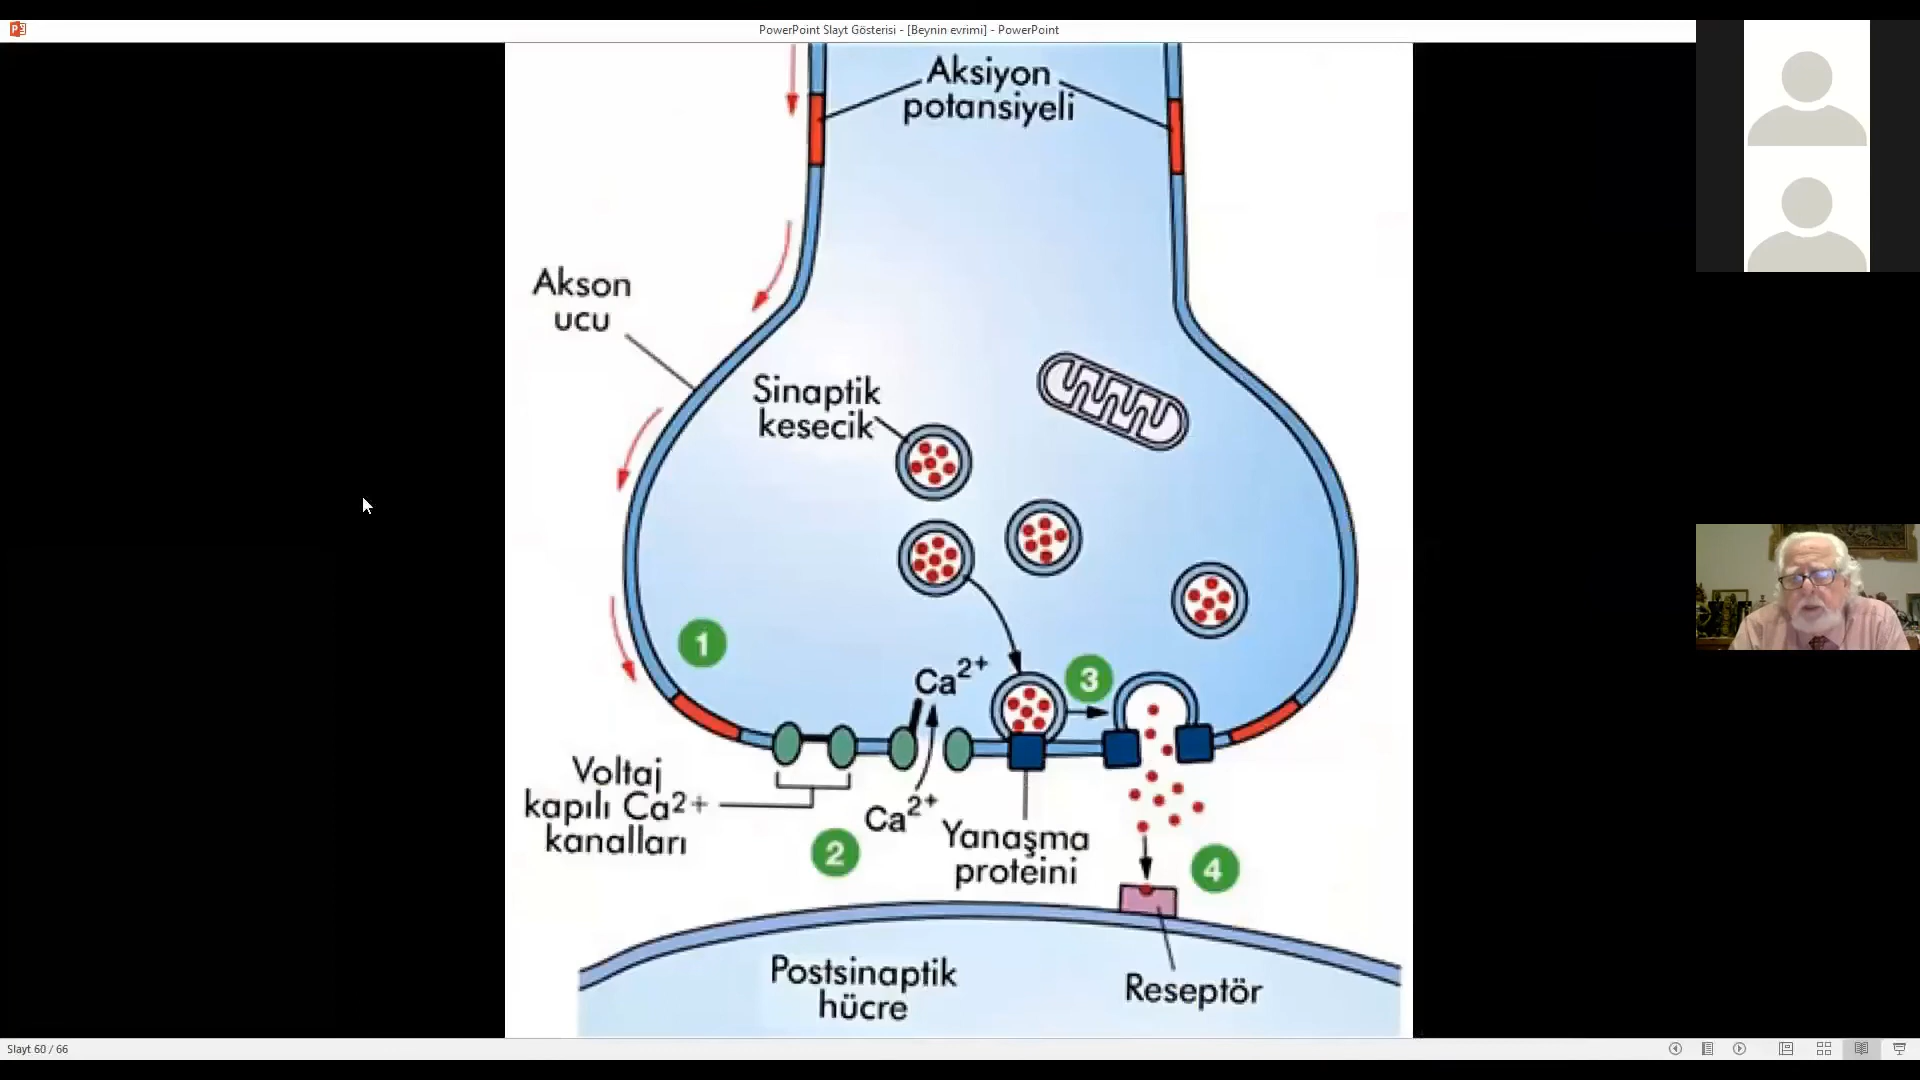 PowerPoint Slayt Gösterisi - [Beynin evrimi] - PowerPoint
Aksiyon
potansiyeli
Akson
ucu
Sinaptik
kesecik
1
Ca2+
3
Voltaj
kapılı Ca2+
kanalları
Ca2+
2
Yanaşma
proteini
4
Postsinaptik
hücre
Reseptör
Slayt 60 / 66